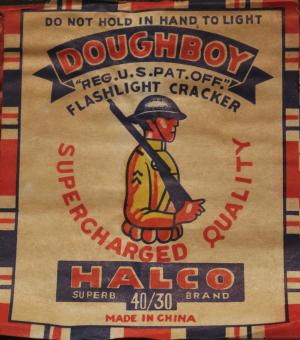 DO NOT HOLD IN HAND TO LIGHT
DOUGHBOY
"REG.U.S.PAT.OFF."
FLASHLIGHT CRACKER
SUPERCHARGED QUALITY
HALCO
SUPERB 40/30 BRAND
MADE IN CHINA